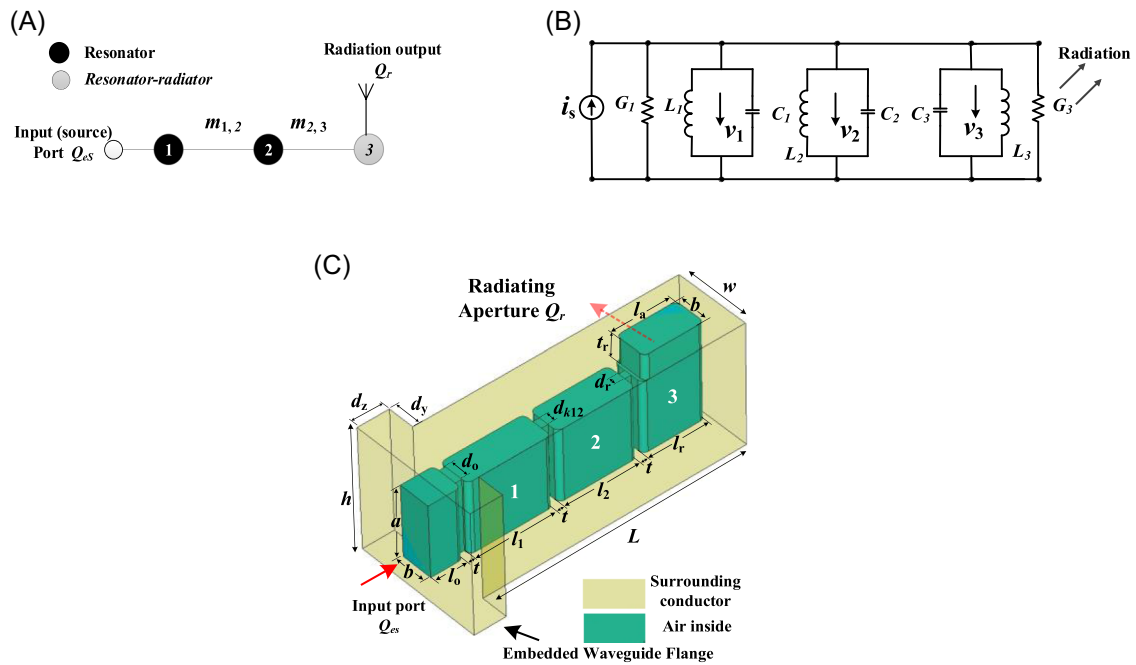 (A)
Resonator
Resonator-radiator
Radiation output
Qr
Input (source)
Port QeS
m1,2
m2,3
1
2
3
(B)
is
G1
L1
v1
C1
L2
v2
C2
C3
v3
L3
G3
Radiation
(C)
Radiating
Aperture Qr
la
b
w
tr
dr
3
dz
dy
dk12
2
lr
do
h
1
t
l2
a
t
L
l1
b
lo
t
Input port
Qes
Surrounding
conductor
Air inside
Embedded Waveguide Flange